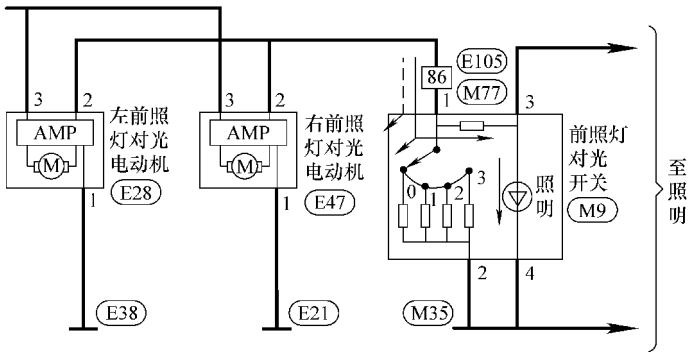 E105
86
M77
3
2
3
2
1
3
左前照
灯对光
电动机
E28
AMP
M
1
右前照
灯对光
电动机
E47
AMP
M
1
前照灯
对光
开关
M9
0
1
2
3
照
明
至
照
明
2
4
E38
E21
M35